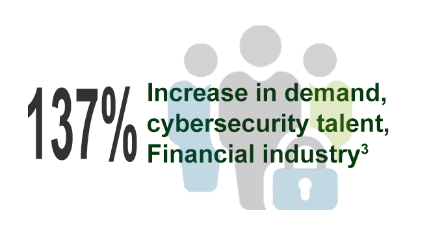 137%
Increase in demand,
cybersecurity talent,
Financial industry³